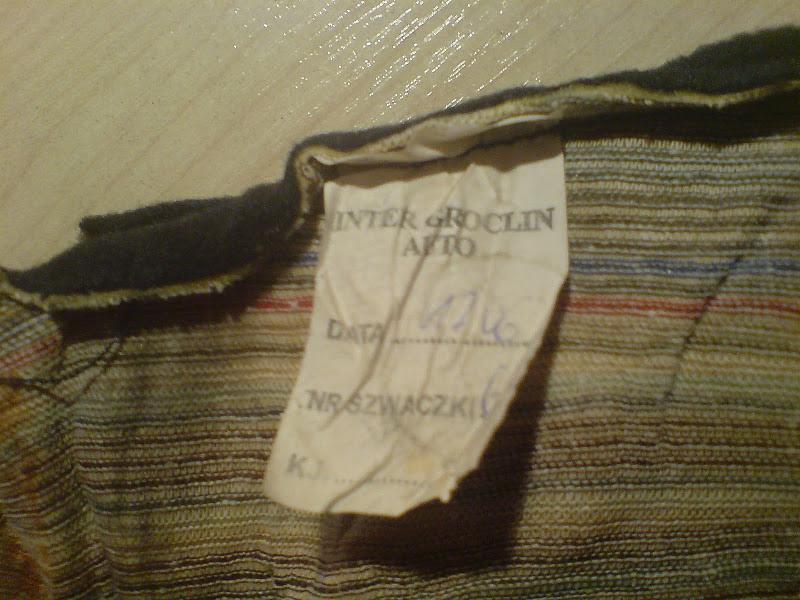 INTER GROCLIN
AUTO
DATA
NR SZWACZKI
KJ